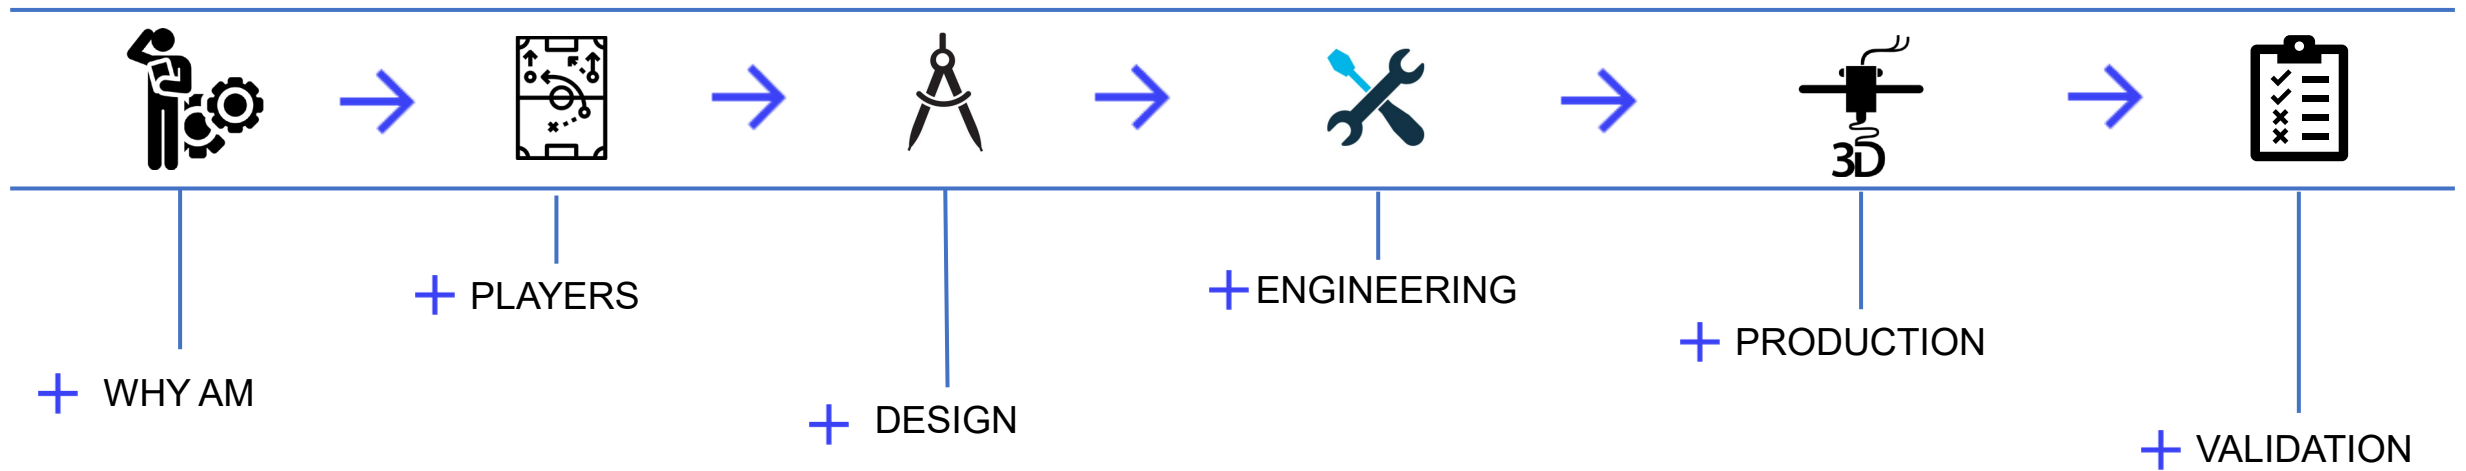 3D
WHY AM
PLAYERS
DESIGN
ENGINEERING
PRODUCTION
VALIDATION